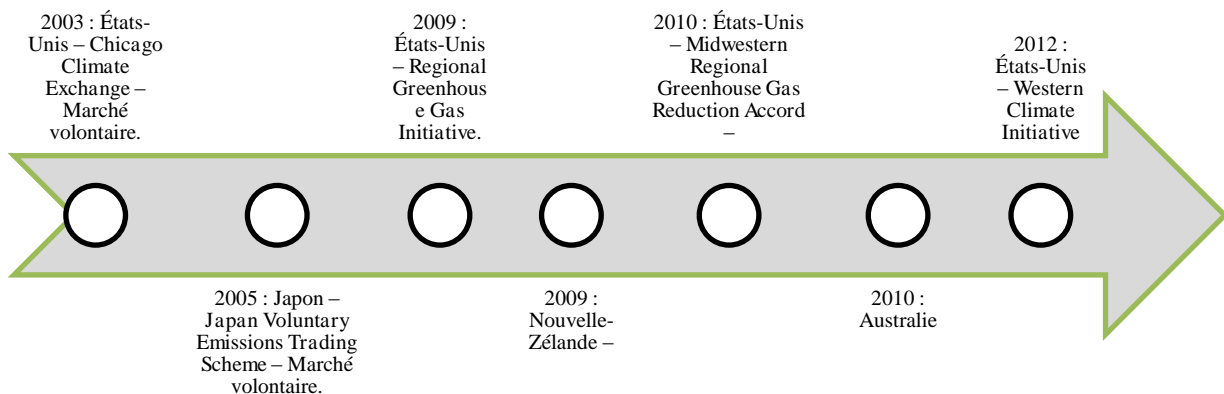 2003 : États-
Unis – Chicago
Climate
Exchange –
Marché
volontaire.
2005 : Japon –
Japan Voluntary
Emissions Trading
Scheme – Marché
volontaire.
2009 :
États-Unis
– Regional
Greenhous
e Gas
Initiative.
2009 :
Nouvelle-
Zélande –
2010 : États-Unis
– Midwestern
Regional
Greenhouse Gas
Reduction Accord
–
2010 :
Australie
2012 :
États-Unis
– Western
Climate
Initiative